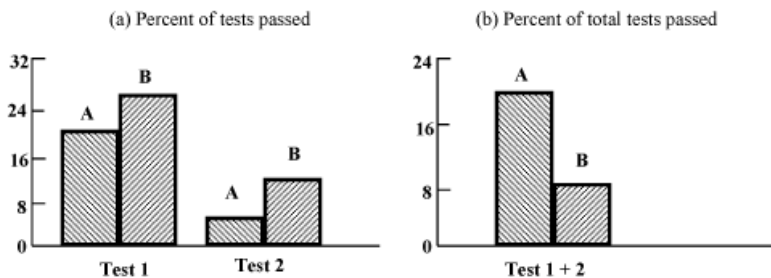 (a) Percent of tests passed
32
24
16
8
0
A
B
A
B
Test 1
Test 2
(b) Percent of total tests passed
24
16
8
0
A
B
Test 1 + 2